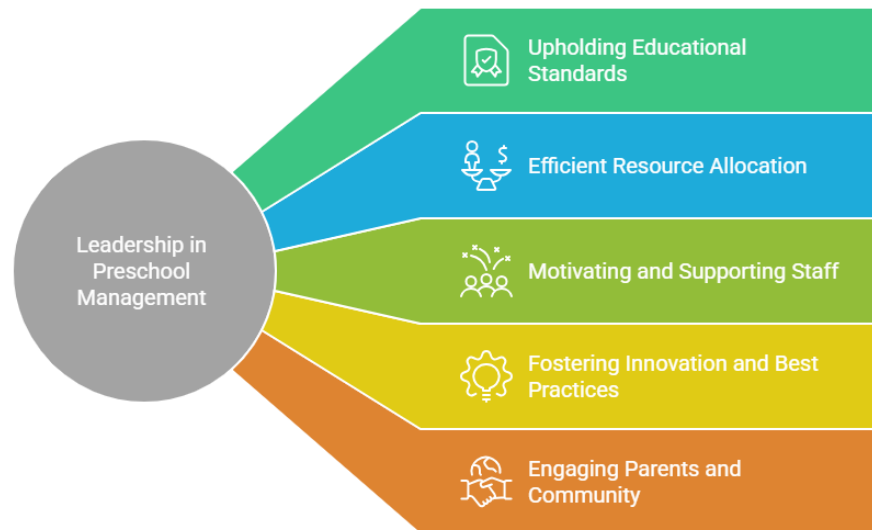 Leadership in
Preschool
Management
Upholding Educational
Standards
Efficient Resource Allocation
Motivating and Supporting Staff
Fostering Innovation and Best
Practices
Engaging Parents and
Community